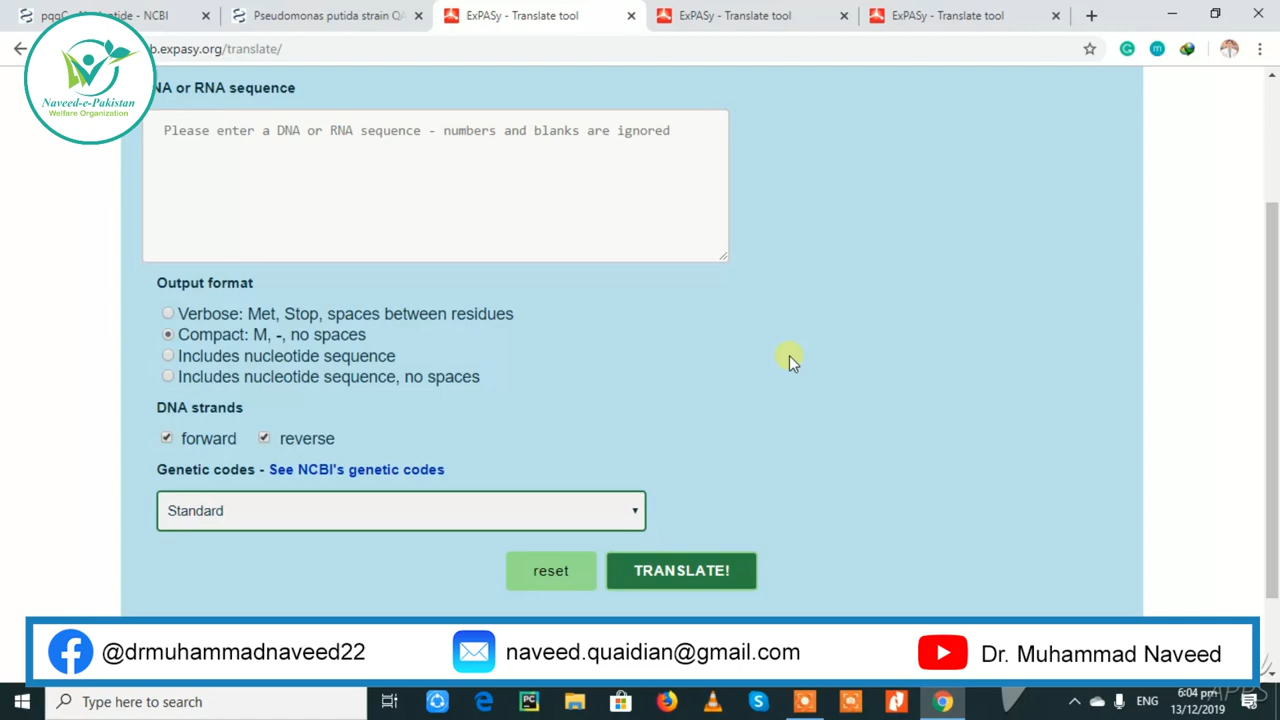 pqqC - Nucleotide - NCBI
Pseudomonas putida strain QA
ExPASy - Translate tool
ExPASy - Translate tool
ExPASy - Translate tool
b.expasy.org/translate/
Naveed-e-Pakistan
Welfare Organization
NA or RNA sequence
Please enter a DNA or RNA sequence - numbers and blanks are ignored
Output format
Verbose: Met, Stop, spaces between residues
Compact: M, -, no spaces
Includes nucleotide sequence
Includes nucleotide sequence, no spaces
DNA strands
forward reverse
Genetic codes - See NCBI's genetic codes
Standard
reset TRANSLATE!
@drmuhammadnaveed22 naveed.quaidian@gmail.com Dr. Muhammad Naveed
Type here to search
ENG
6:04 pm
13/12/2019
APPS